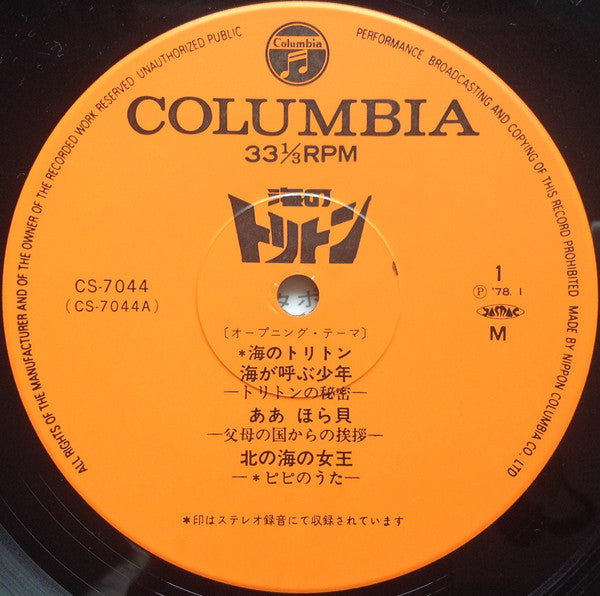 ALL RIGHTS OF THE MANUFACTURER AND OF THE OWNER OF THE RECORDED WORK RESERVED UNAUTHORIZED PUBLIC PERFORMANCE BROADCASTING AND COPYING OF THIS RECORD PROHIBITED MADE BY NIPPON COLUMBIA CO., LTD
Columbia
COLUMBIA
33⅓RPM
海の
トリトン
CS-7044
(CS-7044A)
1
Ⓟ '78. 1
JASRAC
M
〔オープニング・テーマ〕
*海のトリトン
海が呼ぶ少年
—トリトンの秘密—
ああ ほら貝
—父母の国からの挨拶—
北の海の女王
—*ピピのうた—
*印はステレオ録音にて収録されています